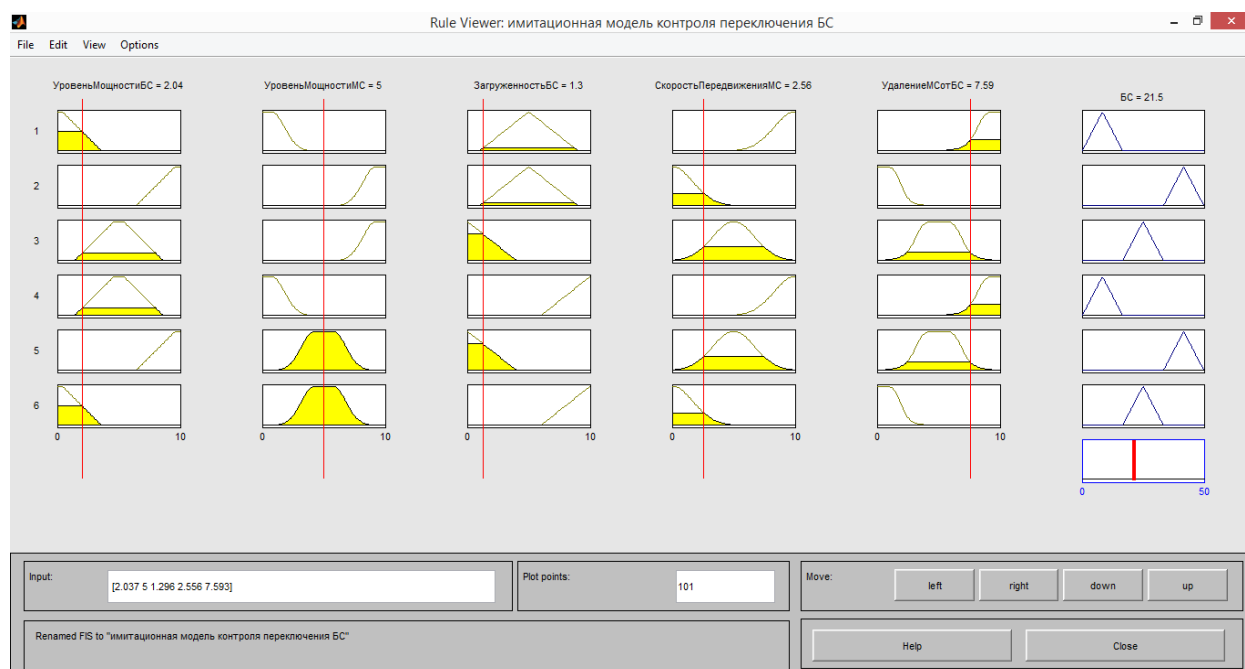 Rule Viewer: имитационная модель контроля переключения БС
File Edit View Options
УровеньМощностиБС = 2.04 УровеньМощностиМС = 5 ЗагруженностьБС = 1.3 СкоростьПередвиженияМС = 2.56 УдалениеМСотБС = 7.59
БС = 21.5
1
2
3
4
5
6
0 10 0 10 0 10 0 10 0 10
0 50
Input: [2.037 5 1.296 2.556 7.593] Plot points: 101 Move: left right down up
Renamed FIS to "имитационная модель контроля переключения БС" Help Close